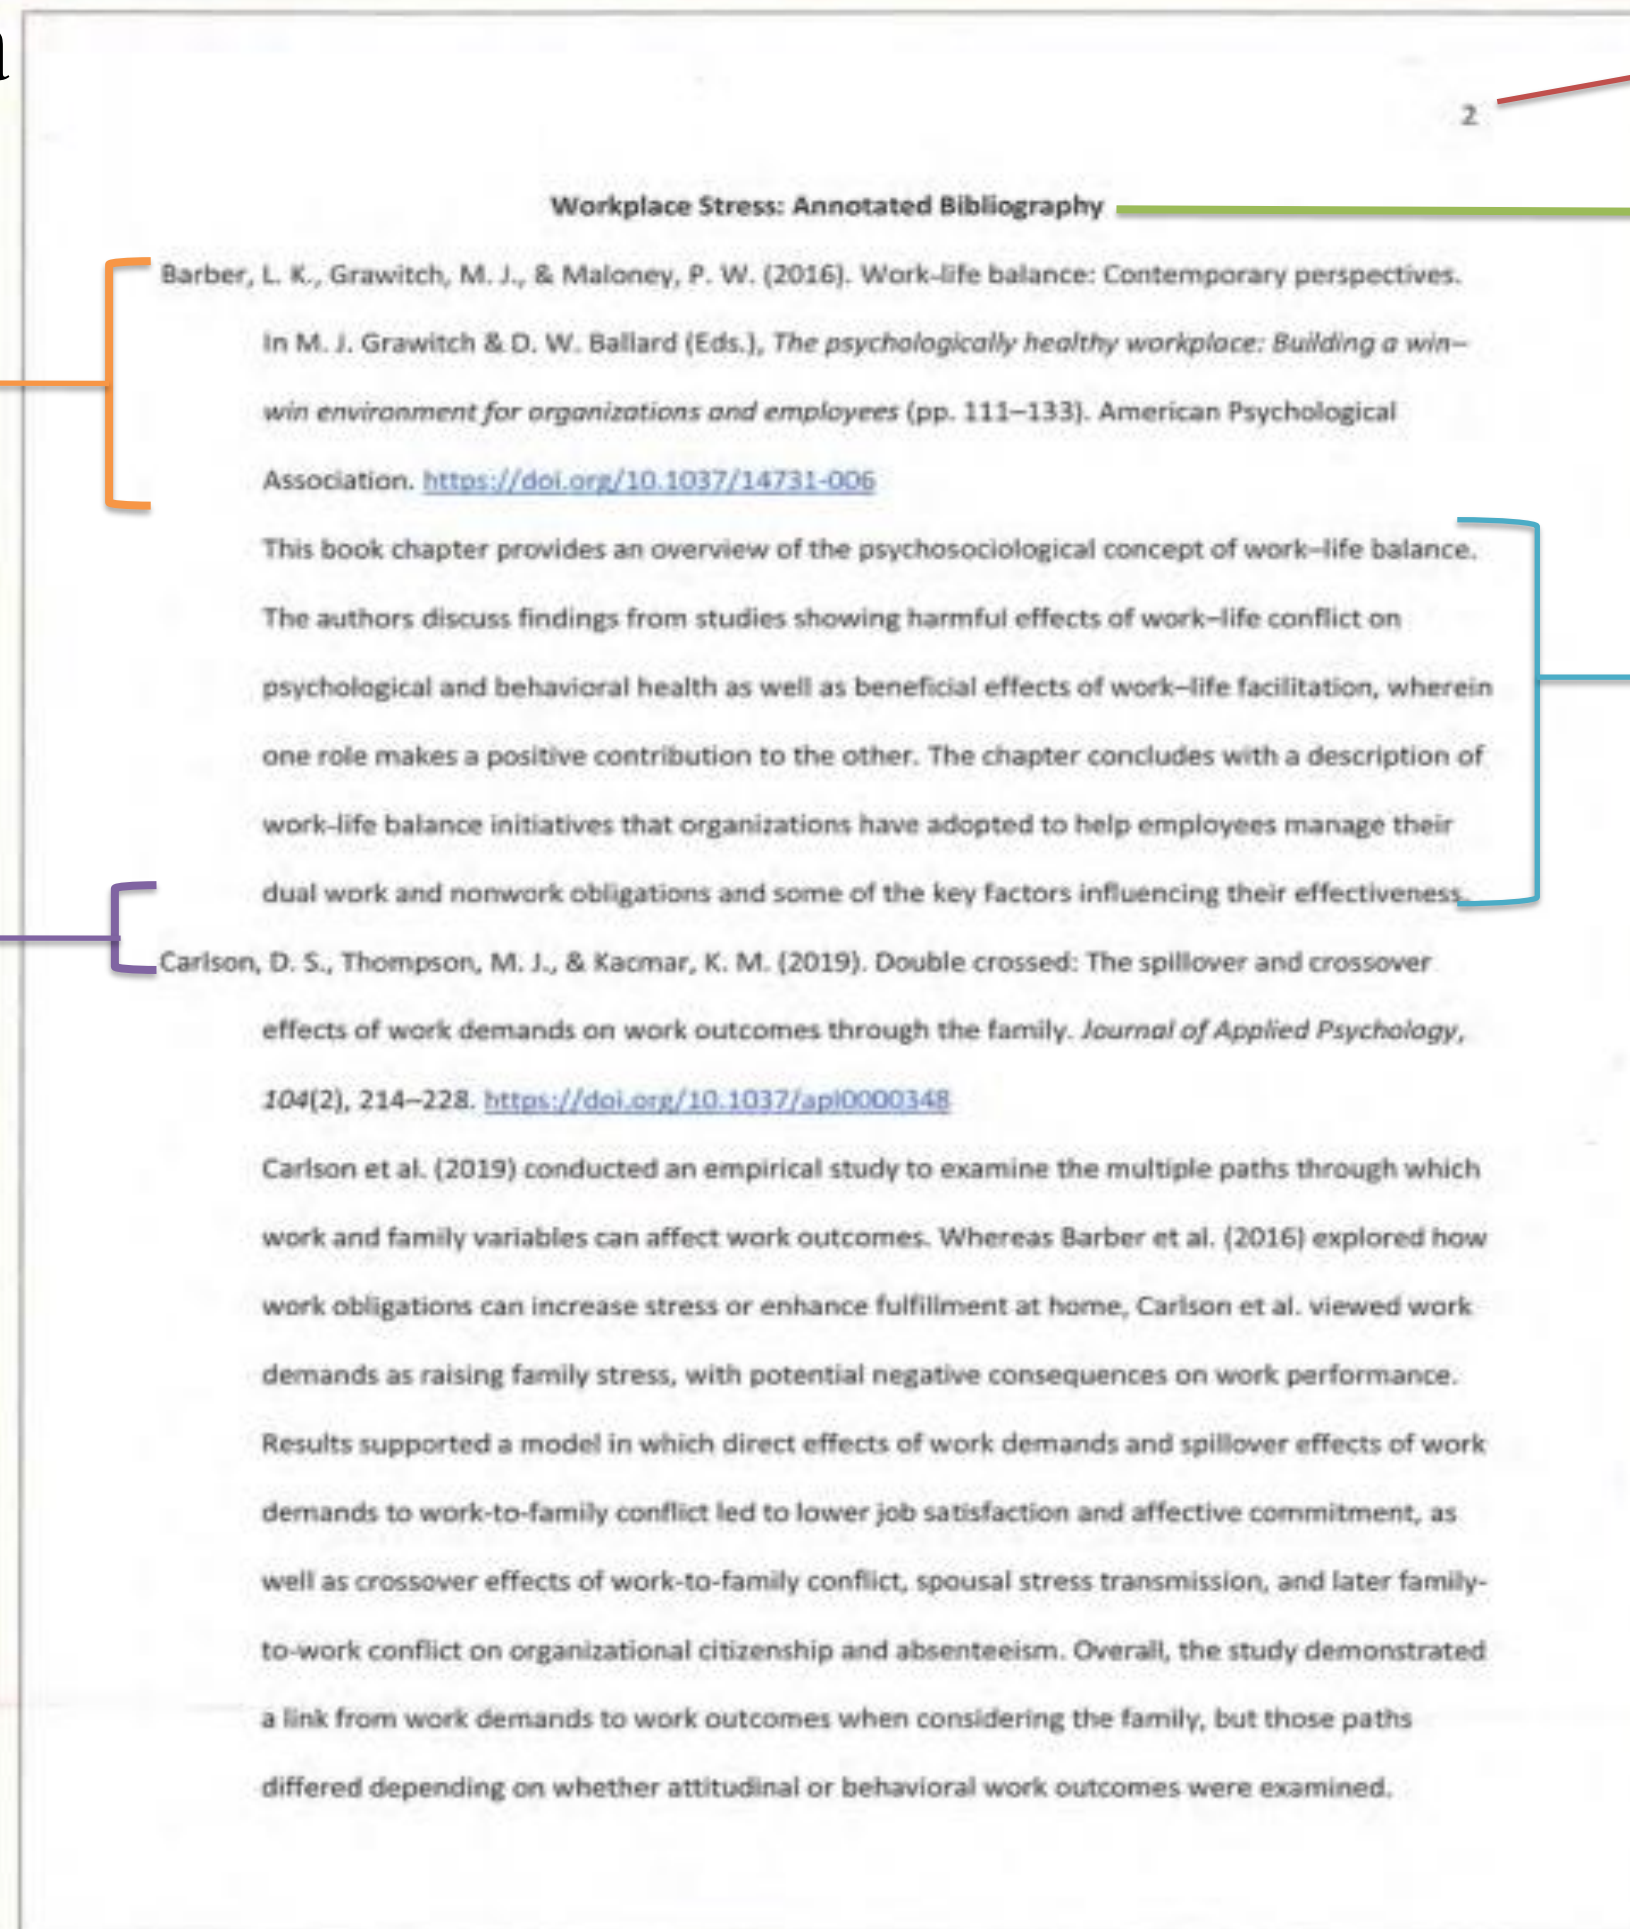 2
Workplace Stress: Annotated Bibliography
Barber, L. K., Grawitch, M. J., & Maloney, P. W. (2016). Work-life balance: Contemporary perspectives.
In M. J. Grawitch & D. W. Ballard (Eds.), The psychologically healthy workplace: Building a win–
win environment for organizations and employees (pp. 111–133). American Psychological
Association. https://doi.org/10.1037/14731-006
This book chapter provides an overview of the psychosociological concept of work–life balance.
The authors discuss findings from studies showing harmful effects of work–life conflict on
psychological and behavioral health as well as beneficial effects of work–life facilitation, wherein
one role makes a positive contribution to the other. The chapter concludes with a description of
work-life balance initiatives that organizations have adopted to help employees manage their
dual work and nonwork obligations and some of the key factors influencing their effectiveness.
Carlson, D. S., Thompson, M. J., & Kacmar, K. M. (2019). Double crossed: The spillover and crossover
effects of work demands on work outcomes through the family. Journal of Applied Psychology,
104(2), 214–228. https://doi.org/10.1037/apl0000348
Carlson et al. (2019) conducted an empirical study to examine the multiple paths through which
work and family variables can affect work outcomes. Whereas Barber et al. (2016) explored how
work obligations can increase stress or enhance fulfillment at home, Carlson et al. viewed work
demands as raising family stress, with potential negative consequences on work performance.
Results supported a model in which direct effects of work demands and spillover effects of work
demands to work-to-family conflict led to lower job satisfaction and affective commitment, as
well as crossover effects of work-to-family conflict, spousal stress transmission, and later family-
to-work conflict on organizational citizenship and absenteeism. Overall, the study demonstrated
a link from work demands to work outcomes when considering the family, but those paths
differed depending on whether attitudinal or behavioral work outcomes were examined.